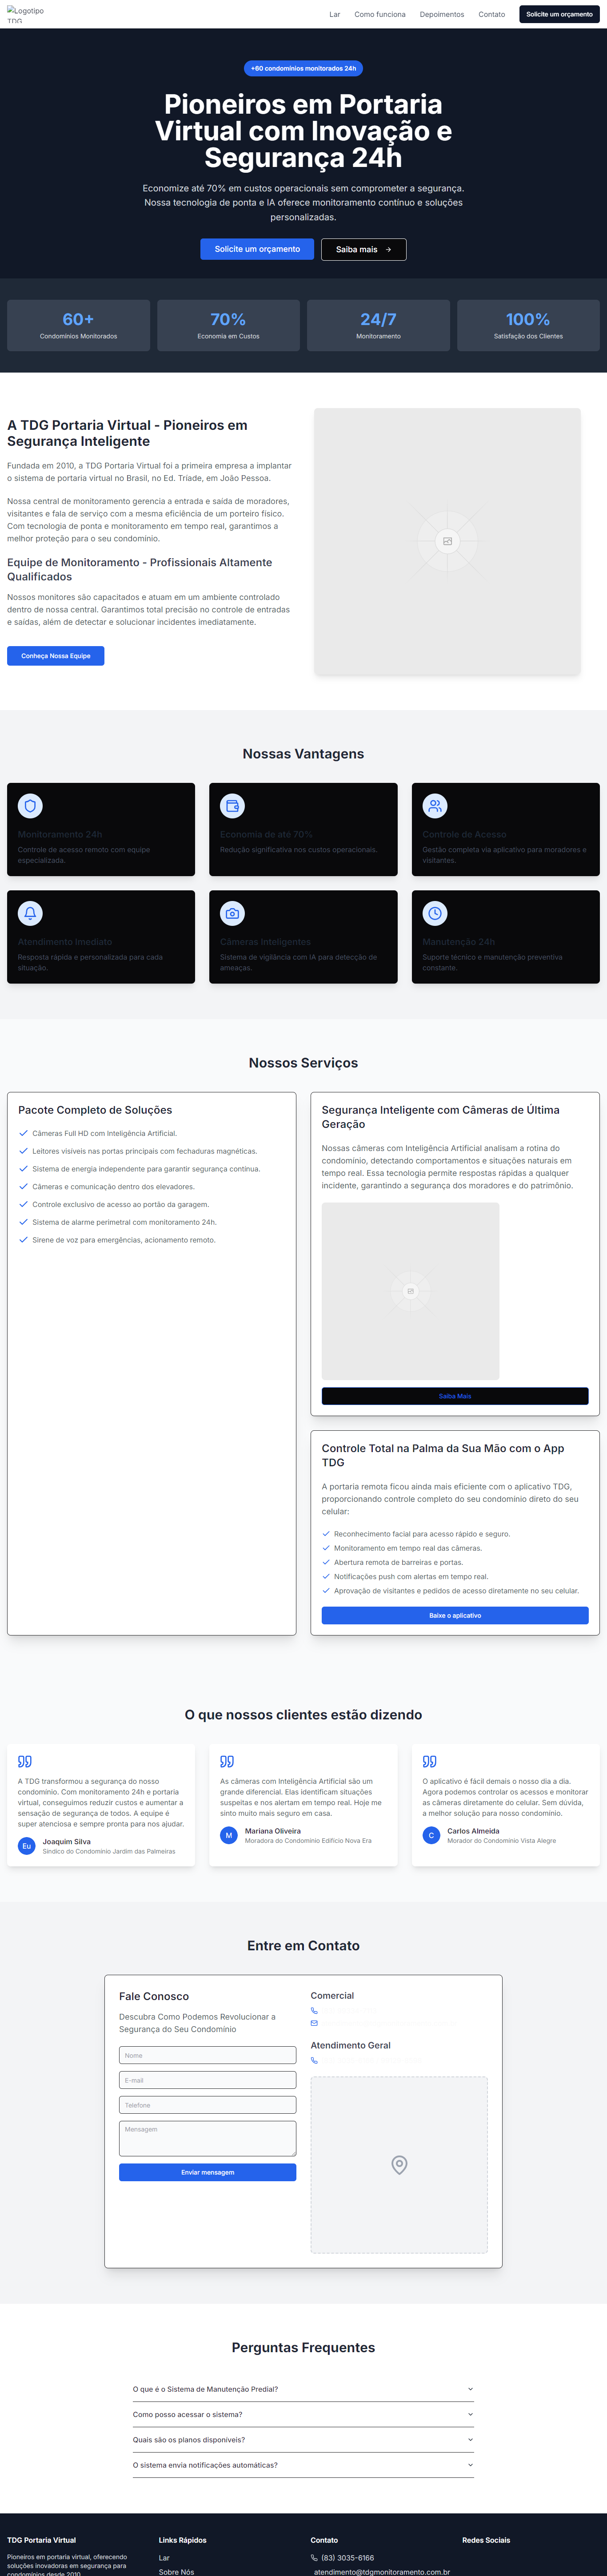 Logotipo
TDG
Lar
Como funciona
Depoimentos
Contato
Solicite um orçamento
+60 condomínios monitorados 24h
Pioneiros em Portaria
Virtual com Inovação e
Segurança 24h
Economize até 70% em custos operacionais sem comprometer a segurança.
Nossa tecnologia de ponta e IA oferece monitoramento contínuo e soluções
personalizadas.
Solicite um orçamento
Saiba mais
60+
Condomínios Monitorados
70%
Economia em Custos
24/7
Monitoramento
100%
Satisfação dos Clientes
A TDG Portaria Virtual - Pioneiros em
Segurança Inteligente
Fundada em 2010, a TDG Portaria Virtual foi a primeira empresa a implantar
o sistema de portaria virtual no Brasil, no Ed. Tríade, em João Pessoa.
Nossa central de monitoramento gerencia a entrada e saída de moradores,
visitantes e fala de serviço com a mesma eficiência de um porteiro físico.
Com tecnologia de ponta e monitoramento em tempo real, garantimos a
melhor proteção para o seu condomínio.
Equipe de Monitoramento - Profissionais Altamente
Qualificados
Nossos monitores são capacitados e atuam em um ambiente controlado
dentro de nossa central. Garantimos total precisão no controle de entradas
e saídas, além de detectar e solucionar incidentes imediatamente.
Conheça Nossa Equipe
Nossas Vantagens
Monitoramento 24h
Controle de acesso remoto com equipe
especializada.
Economia de até 70%
Redução significativa nos custos operacionais.
Controle de Acesso
Gestão completa via aplicativo para moradores e
visitantes.
Atendimento Imediato
Resposta rápida e personalizada para cada
situação.
Câmeras Inteligentes
Sistema de vigilância com IA para detecção de
ameaças.
Manutenção 24h
Suporte técnico e manutenção preventiva
constante.
Nossos Serviços
Pacote Completo de Soluções
Câmeras Full HD com Inteligência Artificial.
Leitores visíveis nas portas principais com fechaduras magnéticas.
Sistema de energia independente para garantir segurança contínua.
Câmeras e comunicação dentro dos elevadores.
Controle exclusivo de acesso ao portão da garagem.
Sistema de alarme perimetral com monitoramento 24h.
Sirene de voz para emergências, acionamento remoto.
Segurança Inteligente com Câmeras de Última
Geração
Nossas câmeras com Inteligência Artificial analisam a rotina do
condomínio, detectando comportamentos e situações naturais em
tempo real. Essa tecnologia permite respostas rápidas a qualquer
incidente, garantindo a segurança dos moradores e do patrimônio.
Saiba Mais
Controle Total na Palma da Sua Mão com o App
TDG
A portaria remota ficou ainda mais eficiente com o aplicativo TDG,
proporcionando controle completo do seu condomínio direto do seu
celular:
Reconhecimento facial para acesso rápido e seguro.
Monitoramento em tempo real das câmeras.
Abertura remota de barreiras e portas.
Notificações push com alertas em tempo real.
Aprovação de visitantes e pedidos de acesso diretamente no seu celular.
Baixe o aplicativo
O que nossos clientes estão dizendo
A TDG transformou a segurança do nosso
condomínio. Com monitoramento 24h e portaria
virtual, conseguimos reduzir custos e aumentar a
sensação de segurança de todos. A equipe é
super atenciosa e sempre pronta para nos ajudar.
Eu
Joaquim Silva
Síndico do Condomínio Jardim das Palmeiras
As câmeras com Inteligência Artificial são um
grande diferencial. Elas identificam situações
suspeitas e nos alertam em tempo real. Hoje me
sinto muito mais seguro em casa.
M
Mariana Oliveira
Moradora do Condomínio Edifício Nova Era
O aplicativo é fácil demais o nosso dia a dia.
Agora podemos controlar os acessos e monitorar
as câmeras diretamente do celular. Sem dúvida,
a melhor solução para nosso condomínio.
C
Carlos Almeida
Morador do Condomínio Vista Alegre
Entre em Contato
Fale Conosco
Descubra Como Podemos Revolucionar a
Segurança do Seu Condomínio
Nome
E-mail
Telefone
Mensagem
Enviar mensagem
Comercial
Atendimento Geral
Perguntas Frequentes
O que é o Sistema de Manutenção Predial?
Como posso acessar o sistema?
Quais são os planos disponíveis?
O sistema envia notificações automáticas?
TDG Portaria Virtual
Pioneiros em portaria virtual, oferecendo
soluções inovadoras em segurança para
condomínios desde 2010.
Links Rápidos
Lar
Sobre Nós
Contato
(83) 3035-6166
atendimento@tdgmonitoramento.com.br
Redes Sociais